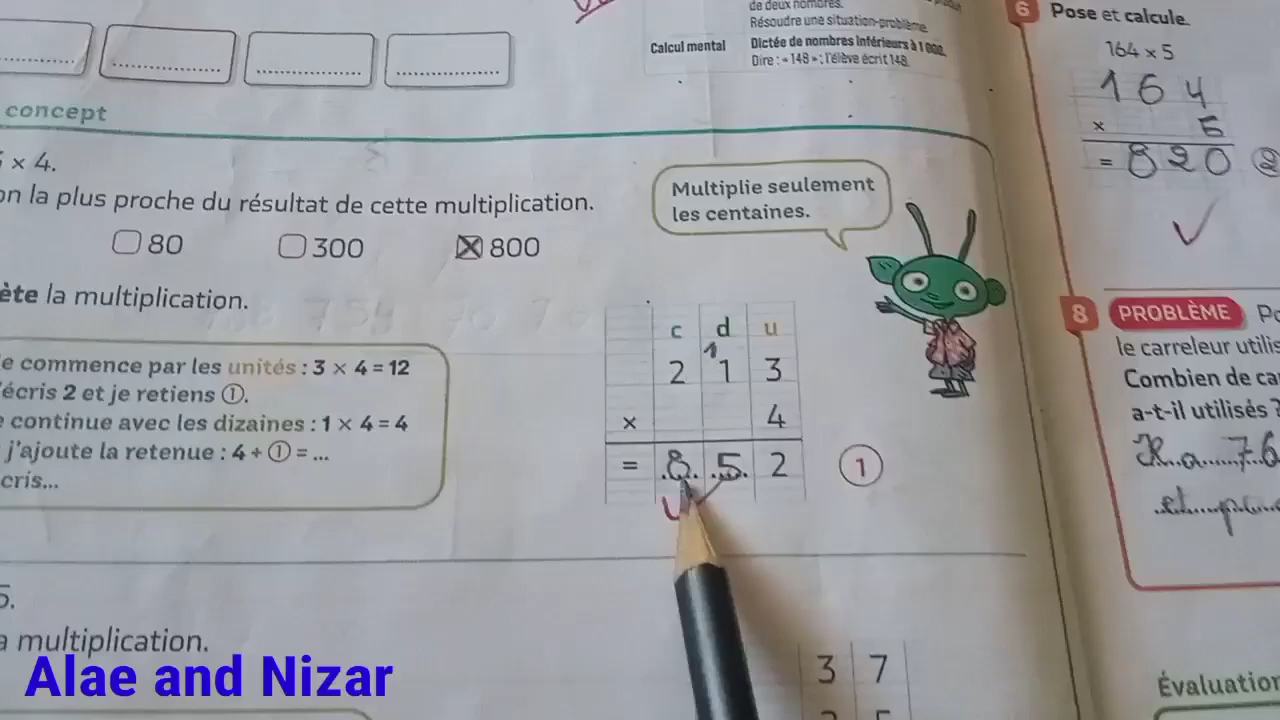 de deux nombres.
Résoudre une situation-problème.
Calcul mental
Dictée de nombres inférieurs à 1 000.
Dire : « 148 » ; l'élève écrit 148.
concept
× 4.
on la plus proche du résultat de cette multiplication.
80
300
800
ète la multiplication.
Multiplie seulement
les centaines.
e commence par les unités : 3 × 4 = 12
'écris 2 et je retiens ①.
e continue avec les dizaines : 1 × 4 = 4
j'ajoute la retenue : 4 + ① = ...
cris...
c d u
1
2 1 3
× 4
= 8 5 2
1
5.
a multiplication.
3 7
6 Pose et calcule.
164 × 5
1 6 4
× 5
= 8 2 0
8 PROBLÈME
le carreleur utilis
Combien de ca
a-t-il utilisés ?
76
et
Évaluation
Alae and Nizar